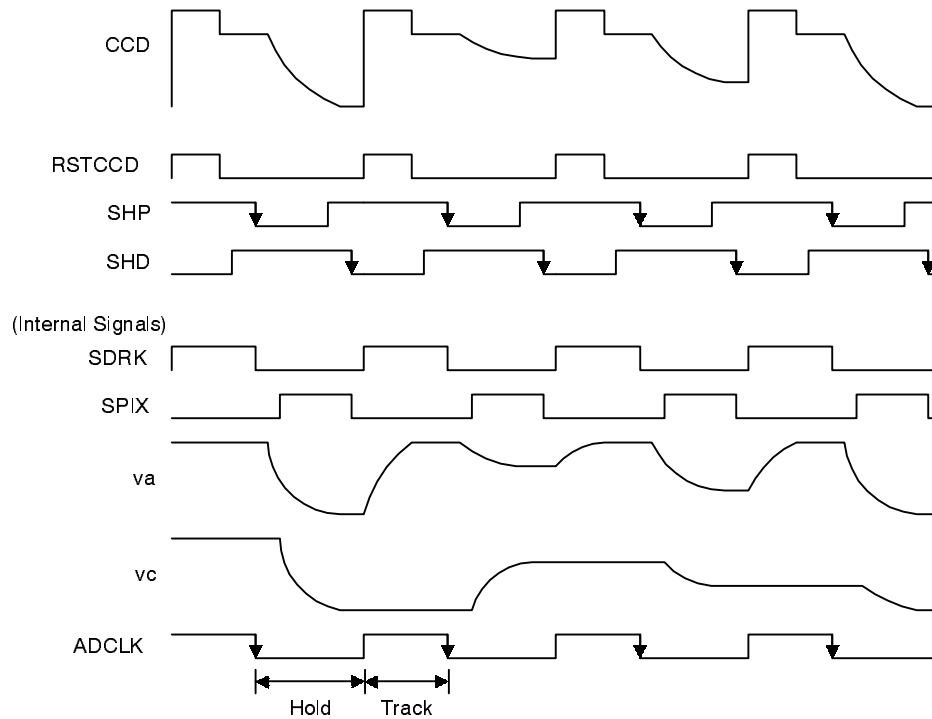 CCD
RSTCCD
SHP
SHD
(Internal Signals)
SDRK
SPIX
va
vc
ADCLK
Hold
Track